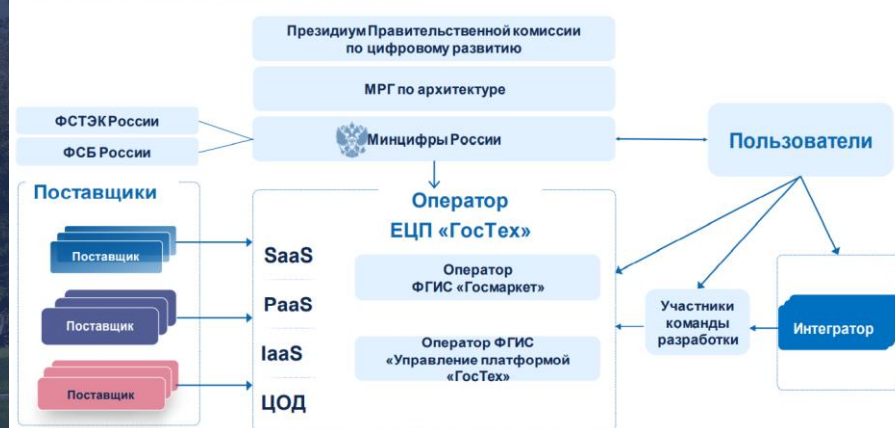 Президиум Правительственной комиссии
по цифровому развитию
МРГ по архитектуре
ФСТЭК России
ФСБ России
Минцифры России
Пользователи
Поставщики
Поставщик
Поставщик
Поставщик
Оператор
ЕЦП «ГосТех»
SaaS
PaaS
IaaS
ЦОД
Оператор
ФГИС «Госмаркет»
Оператор ФГИС
«Управление платформой
«ГосТех»
Участники
команды
разработки
Интегратор